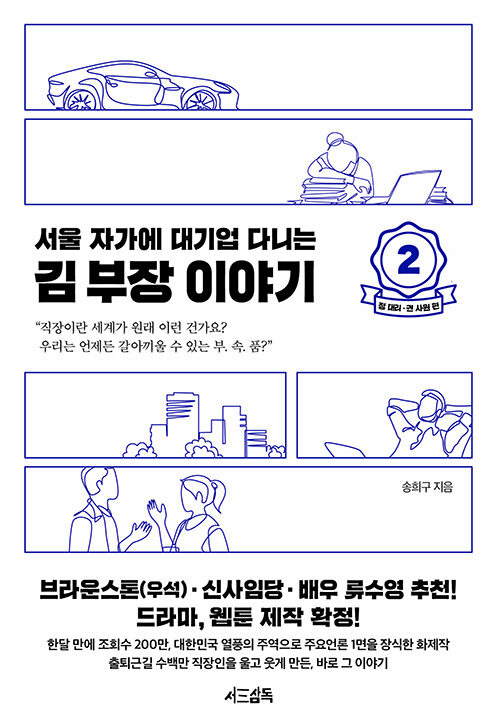 서울 자가에 대기업 다니는
김 부장 이야기
2
정 대리·권 사원 편
“직장이란 세계가 원래 이런 건가요?
우리는 언제든 갈아끼울 수 있는 부. 속. 품?”
송희구 지음
브라운스톤(우석)·신사임당·배우 류수영 추천!
드라마, 웹툰 제작 확정!
한달 만에 조회수 200만, 대한민국 열풍의 주역으로 주요언론 1면을 장식한 화제작
출퇴근길 수백만 직장인을 울고 웃게 만든, 바로 그 이야기
서삼독